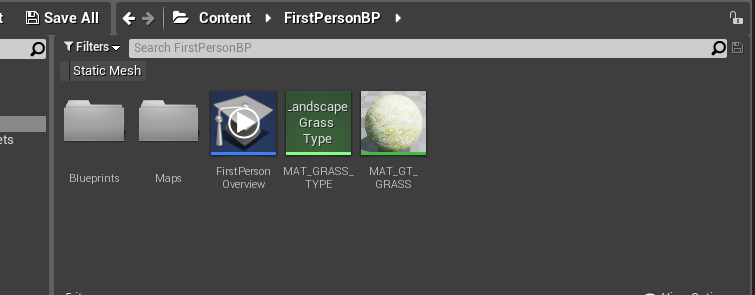 Save All
Content
FirstPersonBP
Filters
Search FirstPersonBP
Static Mesh
Landscape
Grass
Type
Blueprints
Maps
FirstPerson
Overview
MAT_GRASS_
TYPE
MAT_GT_
GRASS